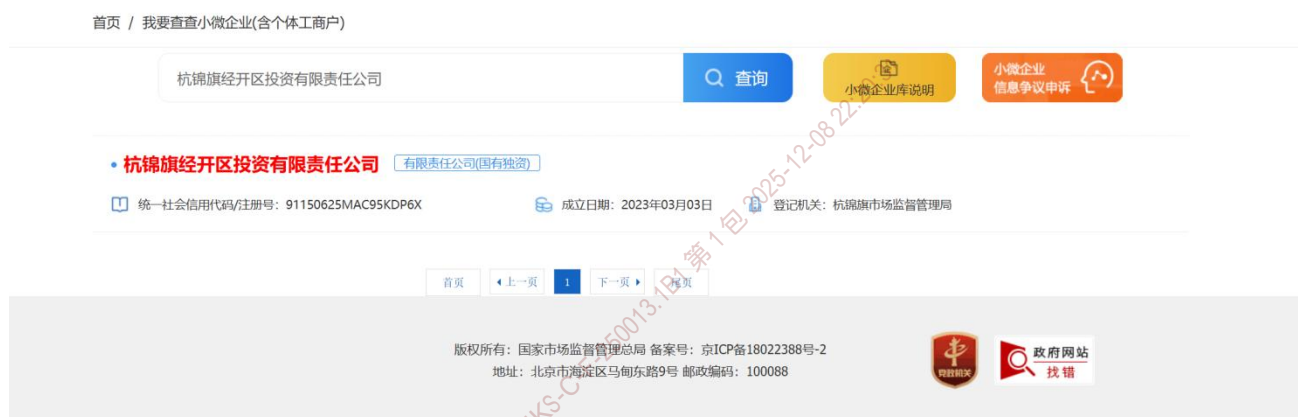 首页 / 我要查查小微企业(含个体工商户)
杭锦旗经开区投资有限责任公司
查询
小微企业库说明
小微企业
信息争议申诉
杭锦旗经开区投资有限责任公司 有限责任公司(国有独资)
统一社会信用代码/注册号：91150625MAC95KDP6X 成立日期：2023年03月03日 登记机关：杭锦旗市场监督管理局
首页 上一页 1 下一页 尾页
版权所有：国家市场监督管理总局 备案号：京ICP备18022388号-2
地址：北京市海淀区马甸东路9号 邮政编码：100088
党政机关
政府网站
找错